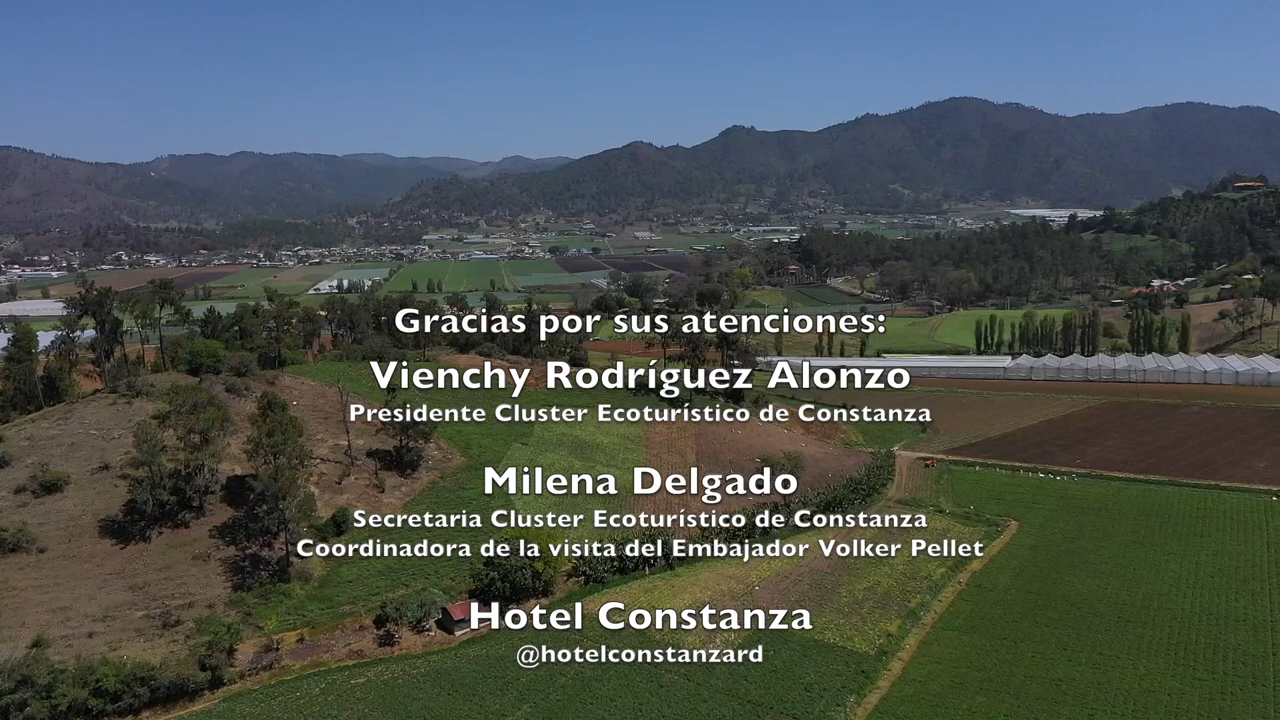 Gracias por sus atenciones:
Vienchy Rodríguez Alonzo
Presidente Cluster Ecoturístico de Constanza
Milena Delgado
Secretaria Cluster Ecoturístico de Constanza
Coordinadora de la visita del Embajador Volker Pellet
Hotel Constanza
@hotelconstanzard